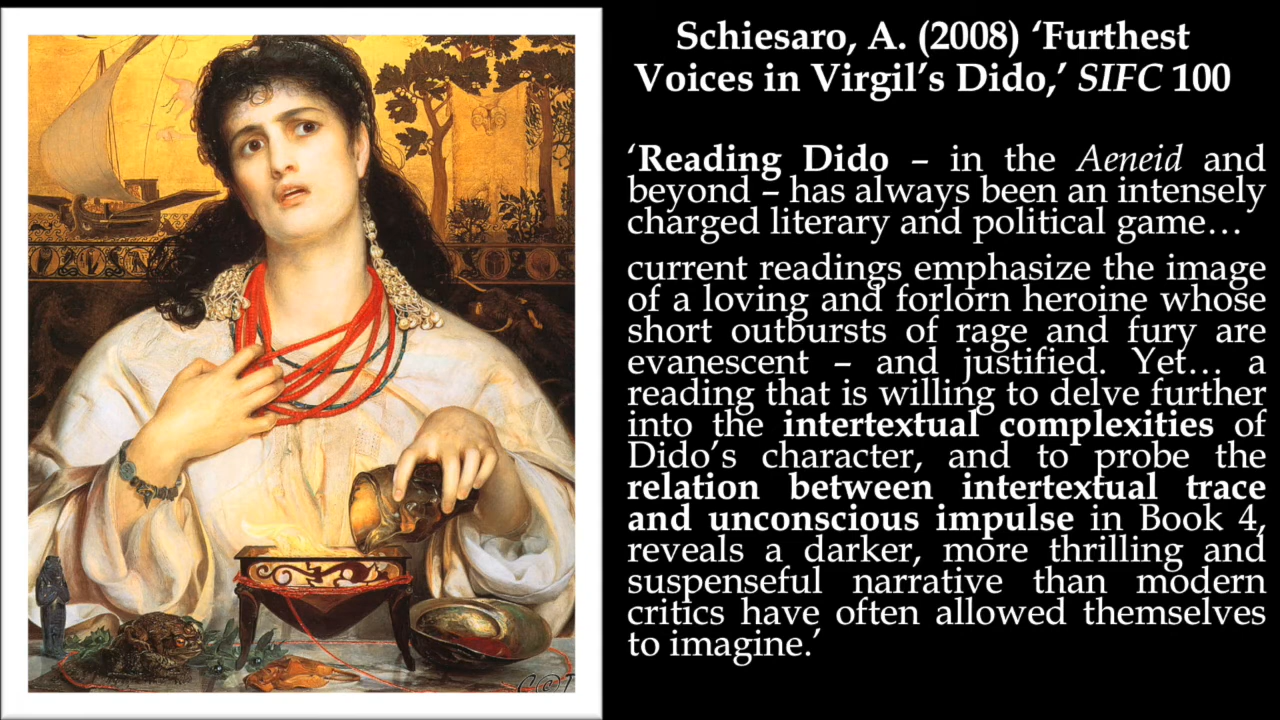 Schiesaro, A. (2008) ‘Furthest
Voices in Virgil’s Dido,’ SIFC 100
‘Reading Dido – in the Aeneid and
beyond – has always been an intensely
charged literary and political game…
current readings emphasize the image
of a loving and forlorn heroine whose
short outbursts of rage and fury are
evanescent – and justified. Yet… a
reading that is willing to delve further
into the intertextual complexities of
Dido’s character, and to probe the
relation between intertextual trace
and unconscious impulse in Book 4,
reveals a darker, more thrilling and
suspenseful narrative than modern
critics have often allowed themselves
to imagine.’